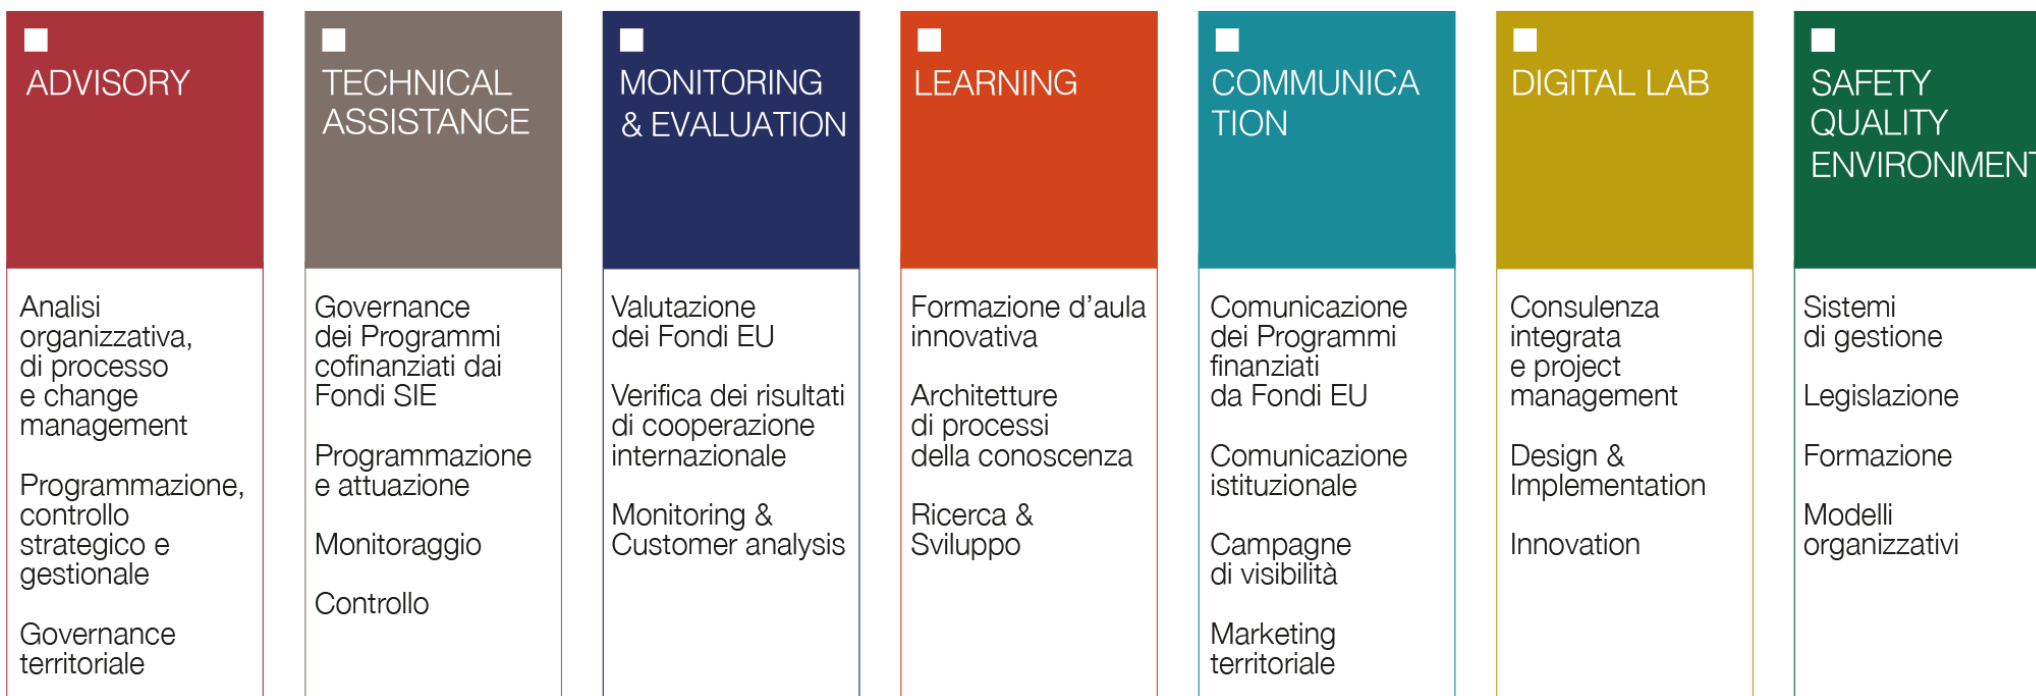 ADVISORY
Analisi
organizzativa,
di processo
e change
management
Programmazione,
controllo
strategico e
gestionale
Governance
territoriale
TECHNICAL
ASSISTANCE
Governance
dei Programmi
cofinanziati dai
Fondi SIE
Programmazione
e attuazione
Monitoraggio
Controllo
MONITORING
& EVALUATION
Valutazione
dei Fondi EU
Verifica dei risultati
di cooperazione
internazionale
Monitoring &
Customer analysis
LEARNING
Formazione d’aula
innovativa
Architetture
di processi
della conoscenza
Ricerca &
Sviluppo
COMMUNICA
TION
Comunicazione
dei Programmi
finanziati
da Fondi EU
Comunicazione
istituzionale
Campagne
di visibilità
Marketing
territoriale
DIGITAL LAB
Consulenza
integrata
e project
management
Design &
Implementation
Innovation
SAFETY
QUALITY
ENVIRONMENT
Sistemi
di gestione
Legislazione
Formazione
Modelli
organizzativi